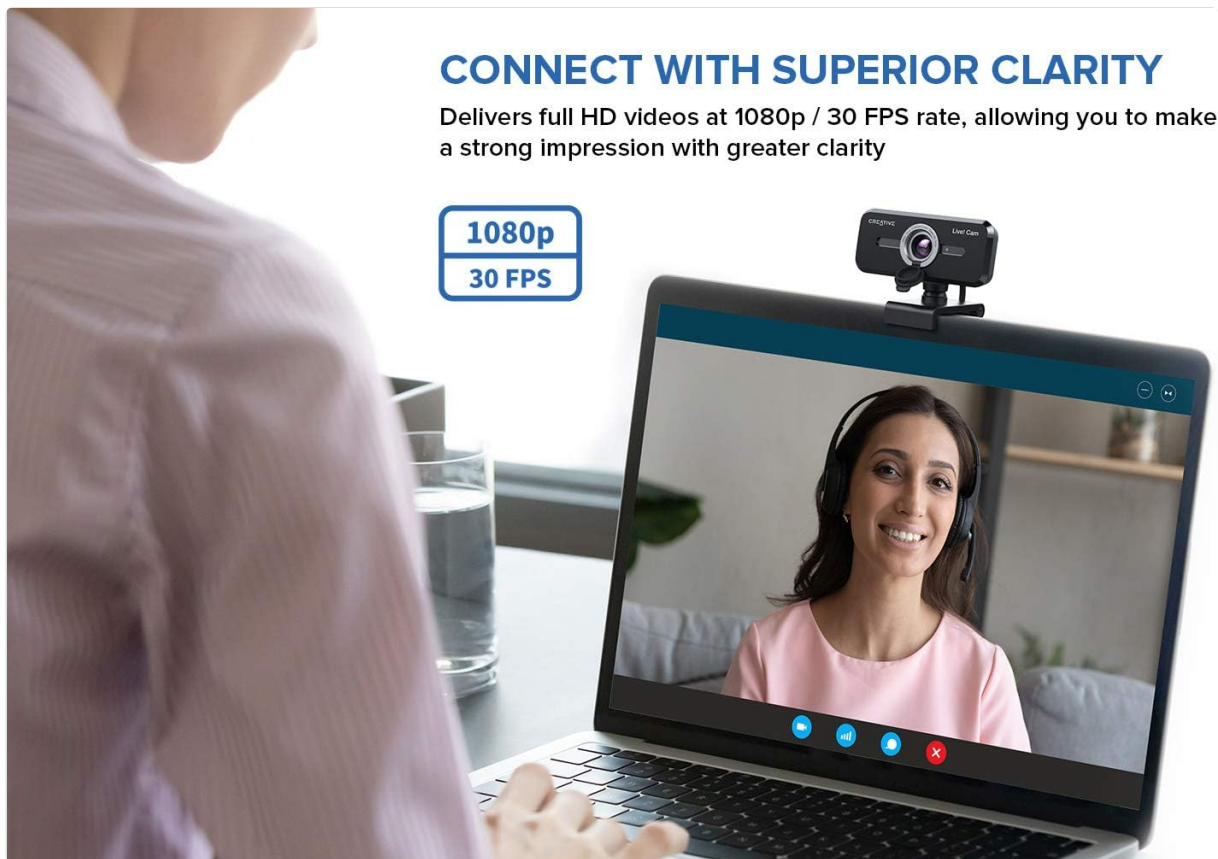 CONNECT WITH SUPERIOR CLARITY
Delivers full HD videos at 1080p / 30 FPS rate, allowing you to make
a strong impression with greater clarity
1080p
30 FPS
CREATIVE
Live! Cam